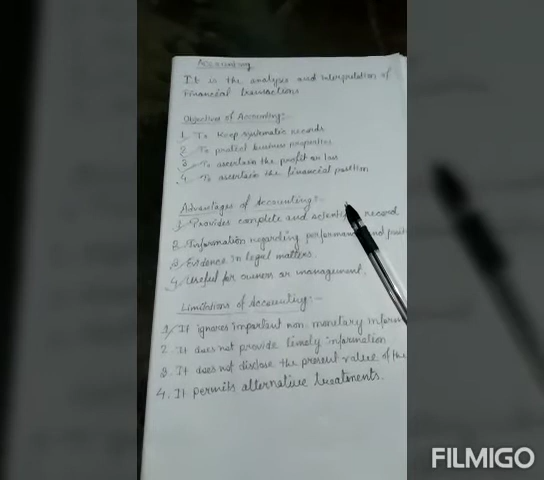 Accounting
It is the analyses and interpretation of
Financial transactions
Objectives of Accounting:-
1. To Keep systematic records
2. To protect business properties
3. To ascertain the profit or loss
4. To ascertain the financial position
Advantages of Accounting:-
1. Provides complete and record
2. Information regarding and
3. Evidence in legal matters.
4. Useful for owners or management.
Limitations of Accounting:-
1. It ignores important non monetary
2. It does not provide timely information
3. It does not disclose the present value of the
4. It permits alternative treatments.
FILMIGO